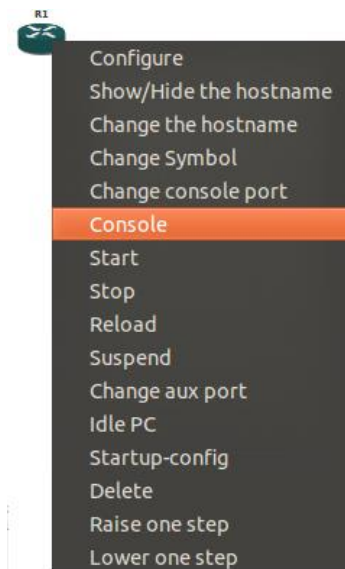 R1
Configure
Show/Hide the hostname
Change the hostname
Change Symbol
Change console port
Console
Start
Stop
Reload
Suspend
Change aux port
Idle PC
Startup-config
Delete
Raise one step
Lower one step